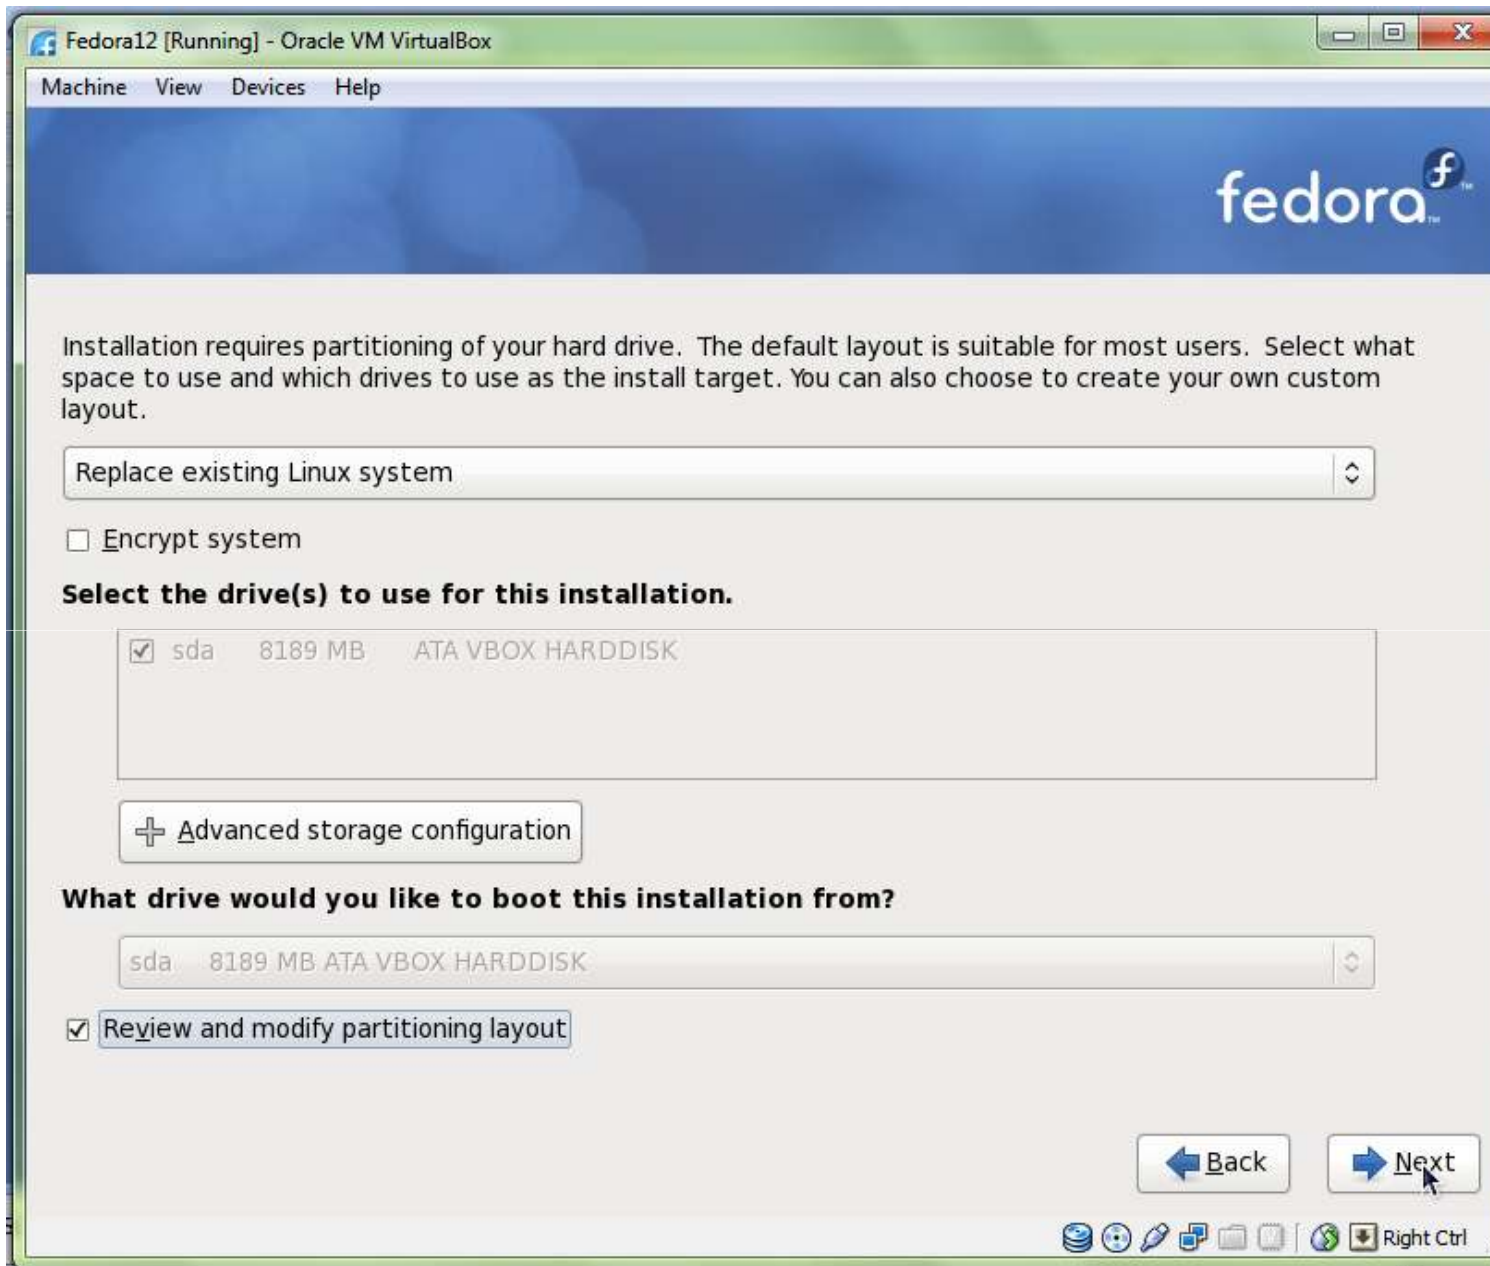 Fedora12 [Running] - Oracle VM VirtualBox
Machine View Devices Help
fedora
Installation requires partitioning of your hard drive. The default layout is suitable for most users. Select what
space to use and which drives to use as the install target. You can also choose to create your own custom
layout.
Replace existing Linux system
Encrypt system
Select the drive(s) to use for this installation.
sda 8189 MB ATA VBOX HARDDISK
Advanced storage configuration
What drive would you like to boot this installation from?
sda 8189 MB ATA VBOX HARDDISK
Review and modify partitioning layout
Back Next
Right Ctrl